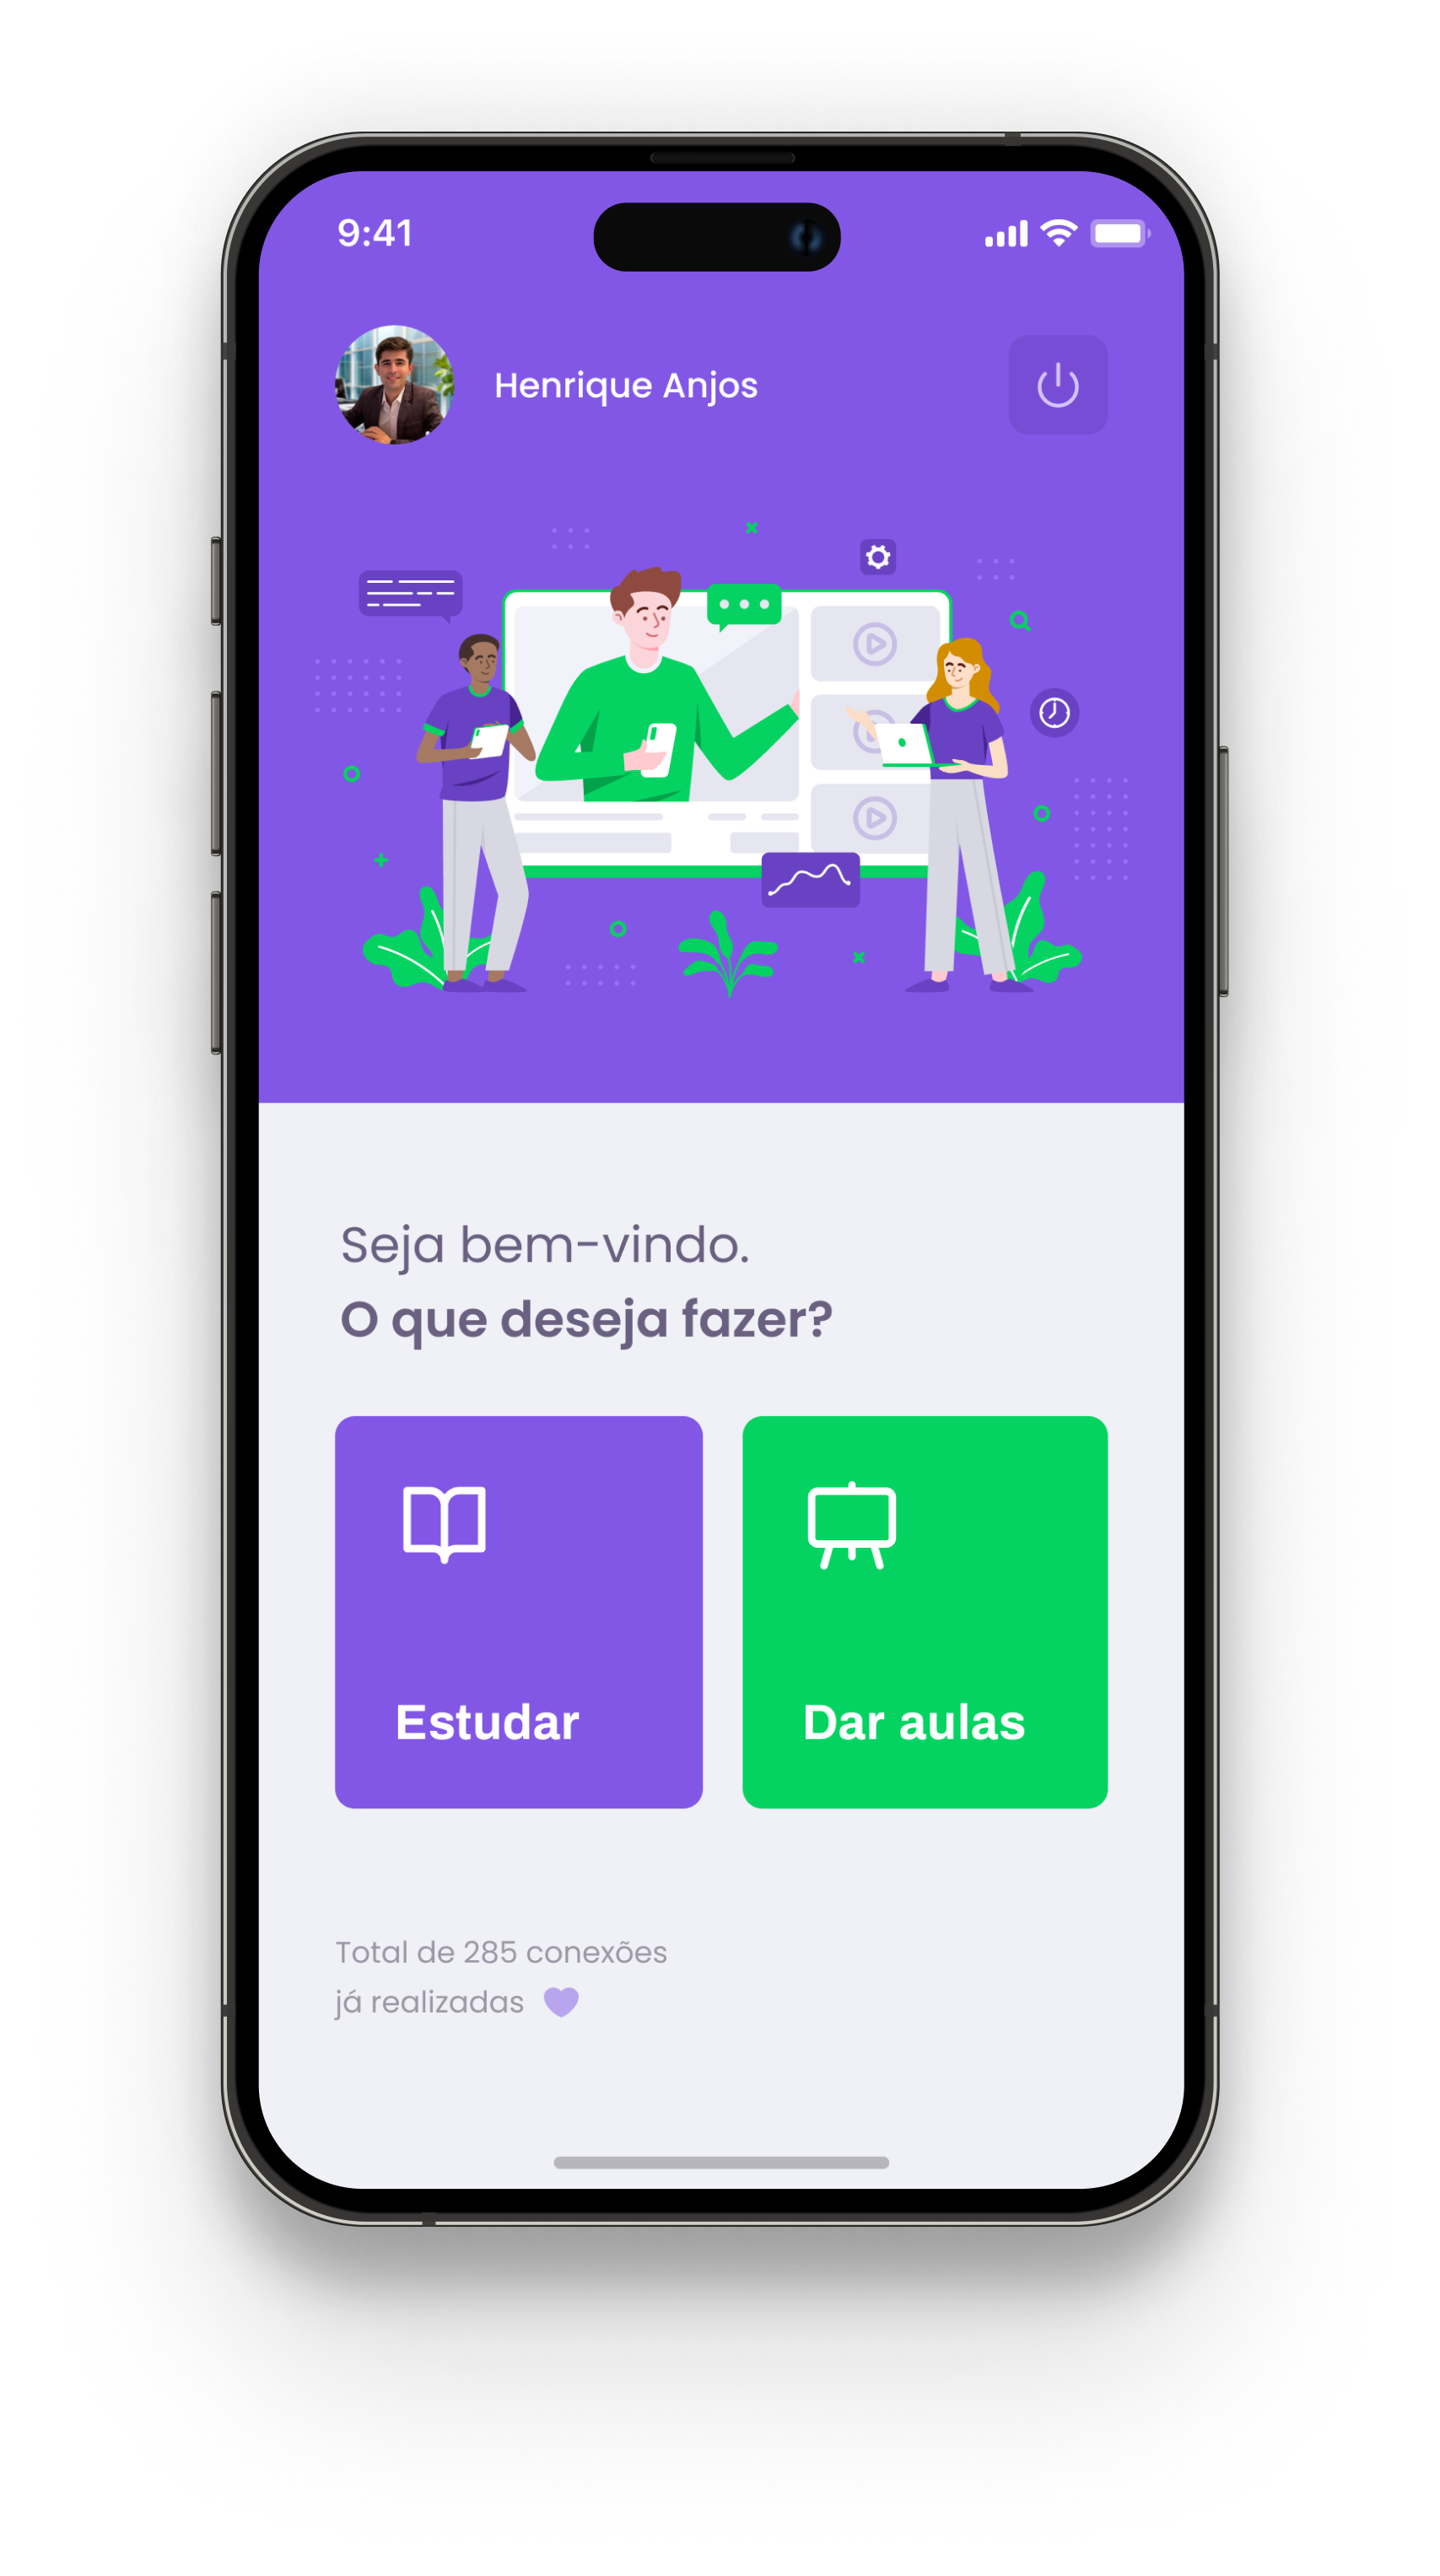 9:41
Henrique Anjos
Seja bem-vindo.
O que deseja fazer?
Estudar
Dar aulas
Total de 285 conexões
já realizadas